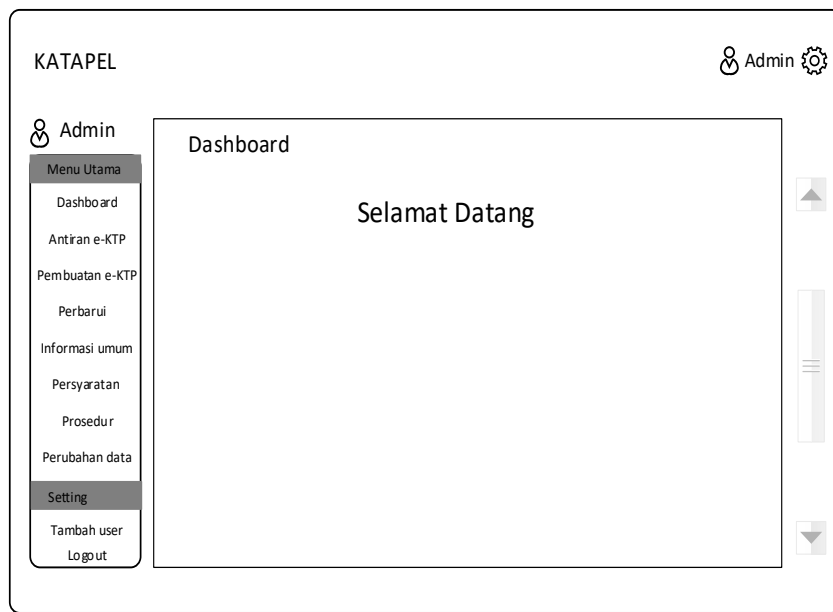 KATAPEL
Admin
Admin
Menu Utama
Dashboard
Antiran e-KTP
Pembuatan e-KTP
Perbarui
Informasi umum
Persyaratan
Prosedur
Perubahan data
Setting
Tambah user
Logout
Dashboard
Selamat Datang